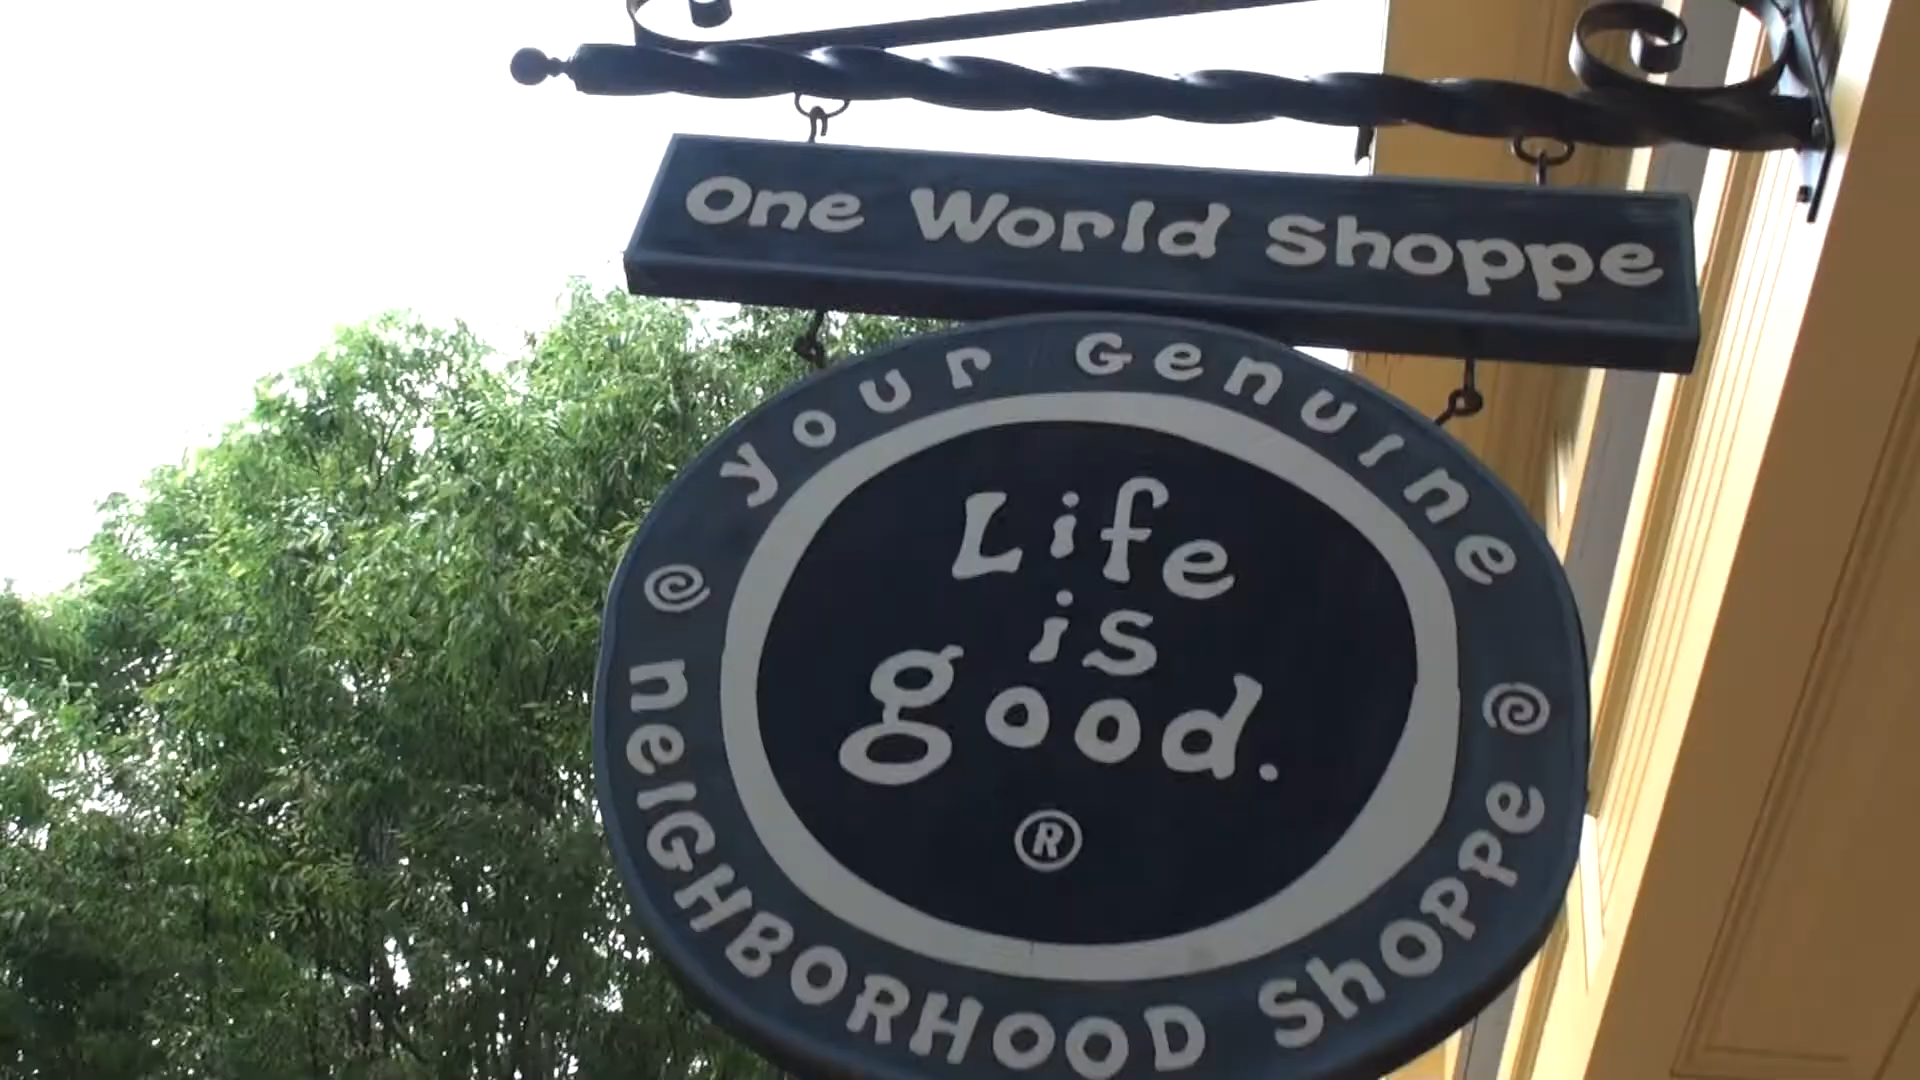 One World Shoppe
your Genuine
Life
is
good.
®
neIGHBORHOOD Shoppe